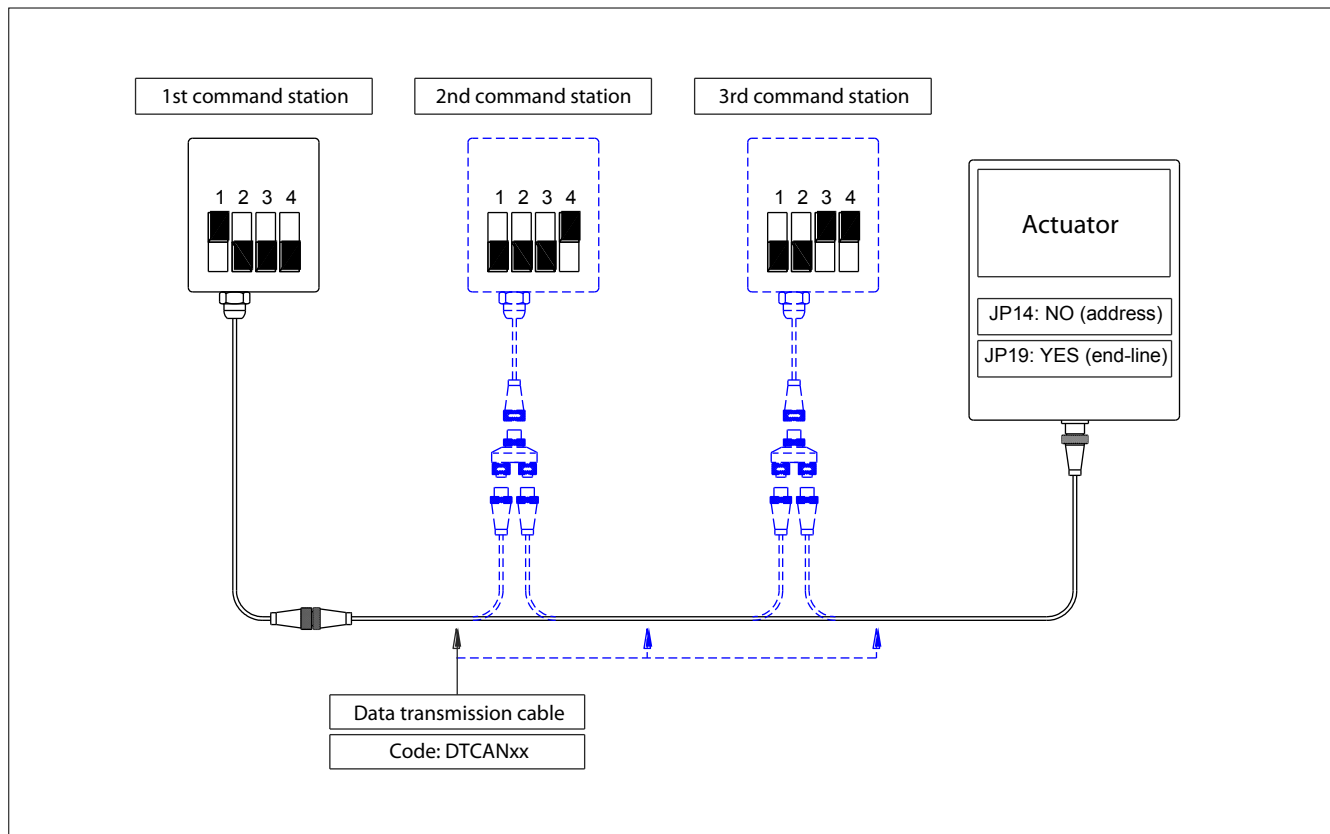 1st command station
2nd command station
3rd command station
1 2 3 4
1 2 3 4
1 2 3 4
Actuator
JP14: NO (address)
JP19: YES (end-line)
Data transmission cable
Code: DTCANxx